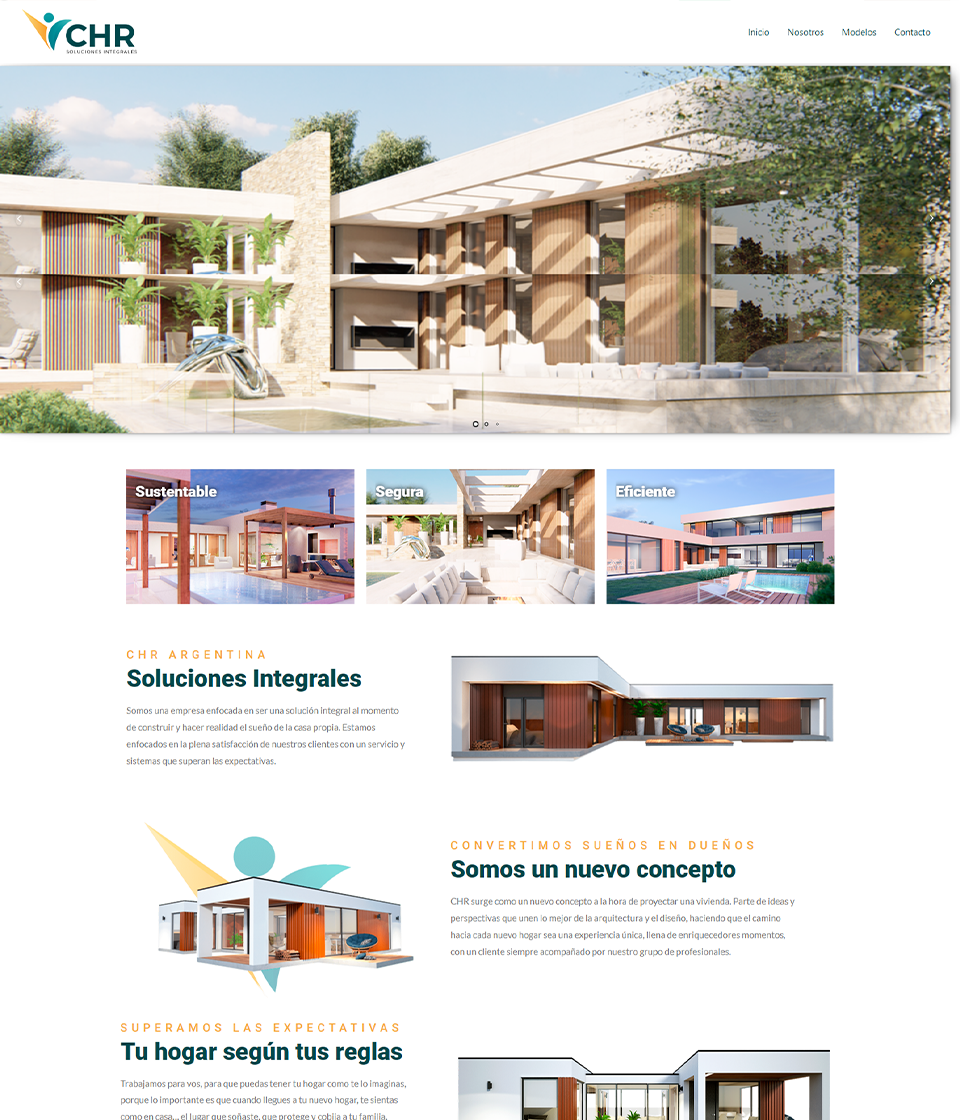 CHR
SOLUCIONES INTEGRALES
Inicio Nosotros Modelos Contacto
Sustentable
Segura
Eficiente
CHR ARGENTINA
Soluciones Integrales
Somos una empresa enfocada en ser una solución integral al momento
de construir y hacer realidad el sueño de la casa propia. Estamos
enfocados en la plena satisfacción de nuestros clientes con un servicio y
sistemas que superan las expectativas.
CONVERTIMOS SUEÑOS EN DUEÑOS
Somos un nuevo concepto
CHR surge como un nuevo concepto a la hora de proyectar una vivienda. Parte de ideas y
perspectivas que unen lo mejor de la arquitectura y el diseño, haciendo que el camino
hacia cada nuevo hogar sea una experiencia única, llena de enriquecedores momentos,
con un cliente siempre acompañado por nuestro grupo de profesionales.
SUPERAMOS LAS EXPECTATIVAS
Tu hogar según tus reglas
Trabajamos para vos, para que puedas tener tu hogar como te lo imaginas,
porque lo importante es que cuando llegues a tu nuevo hogar, te sientas
como en casa... el lugar que soñaste, que protege y cobija a tu familia.